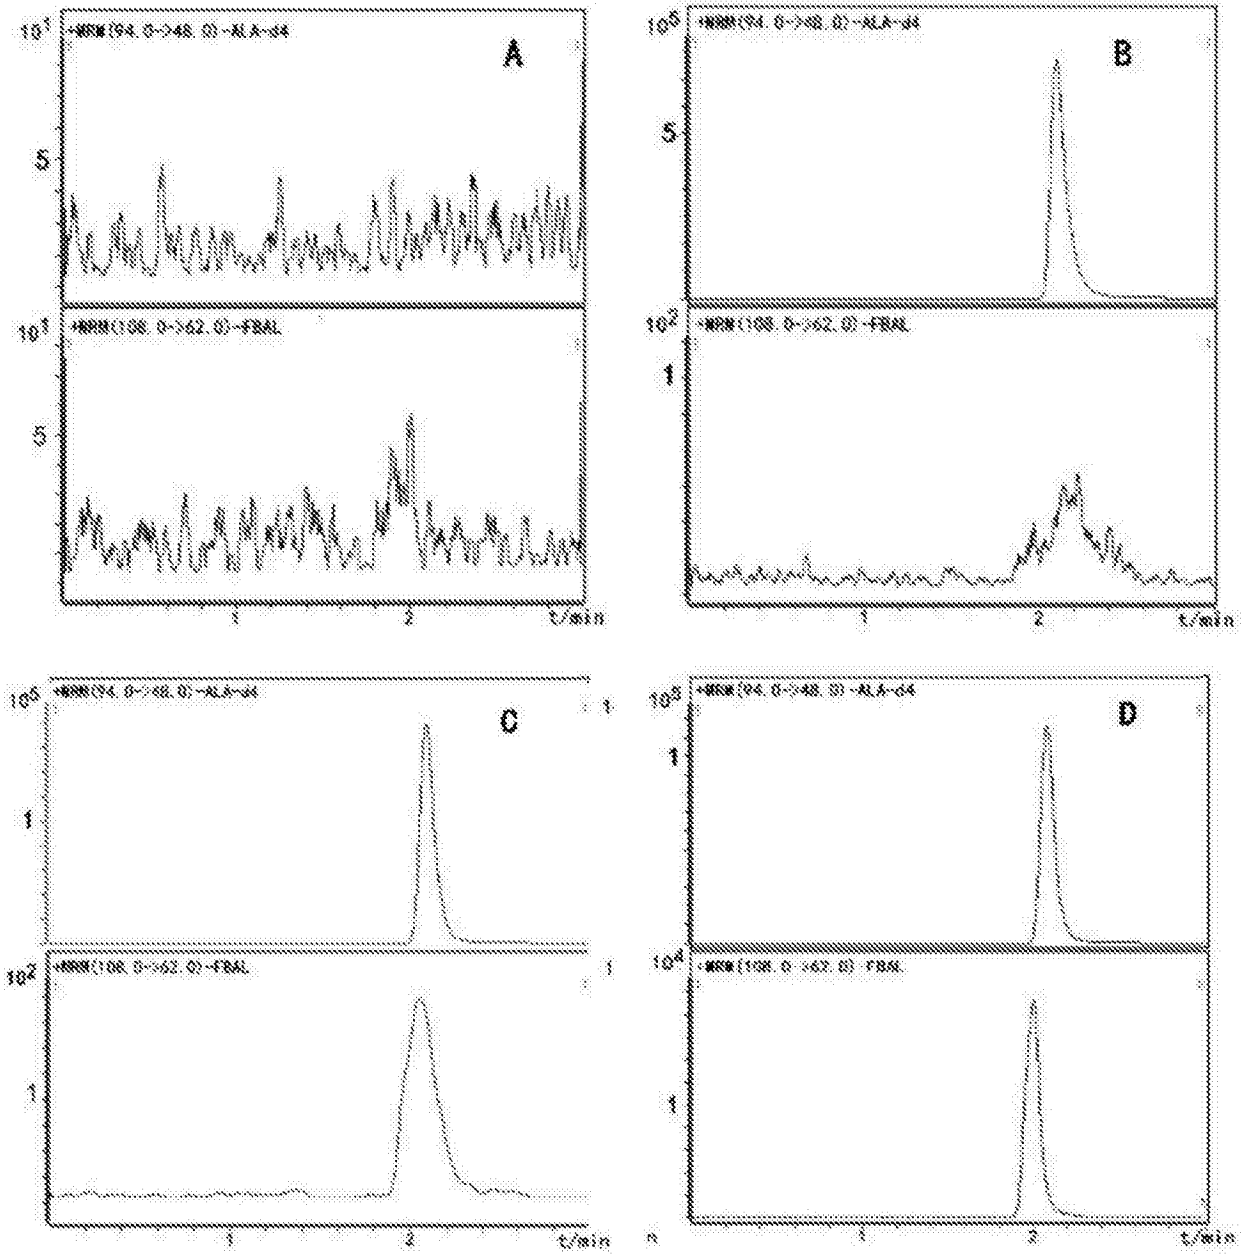 10¹ +MRM(94.0->48.0)-ALA-d4
A
5
10¹ +MRM(108.0->62.0)-FBAL
5
1 2 t/min
10⁵ +MRM(94.0->48.0)-ALA-d4
B
5
10² +MRM(108.0->62.0)-FBAL
1
1 2 t/min
10⁵ +MRM(94.0->48.0)-ALA-d4
C
1
1
10² +MRM(108.0->62.0)-FBAL
1
1
1 2 t/min
10⁵ +MRM(94.0->48.0)-ALA-d4
D
1
10⁴ +MRM(108.0->62.0)-FBAL
1
n 1 2 t/min